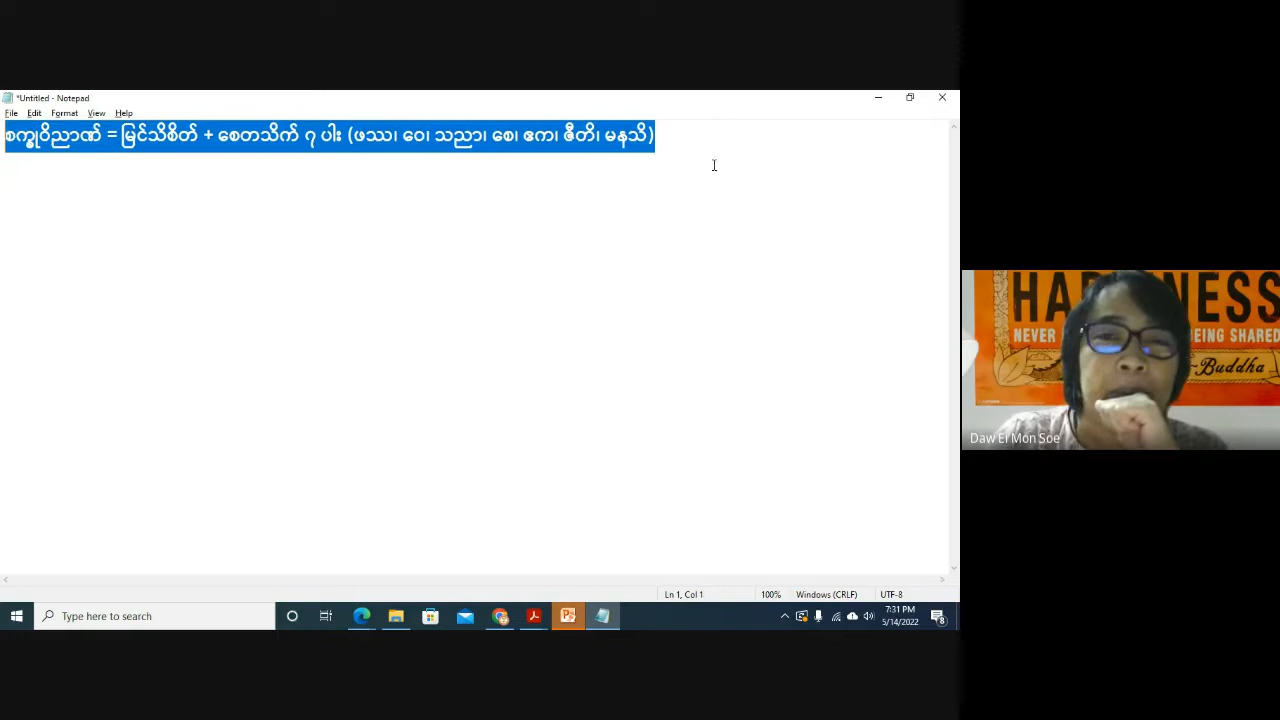 *Untitled - Notepad
File Edit Format View Help
စက္ခုဝိညာဏ် = မြင်သိစိတ် + စေတသိက် ၇ ပါး (ဖဿ၊ ဝေ၊ သညာ၊ စေ၊ ဧက၊ ဇီတိ၊ မနသိ)
HAPPINESS
NEVER BEING SHARED
Buddha
Daw Ei Mon Soe
Ln 1, Col 1 100% Windows (CRLF) UTF-8
Type here to search
7:31 PM
5/14/2022
8